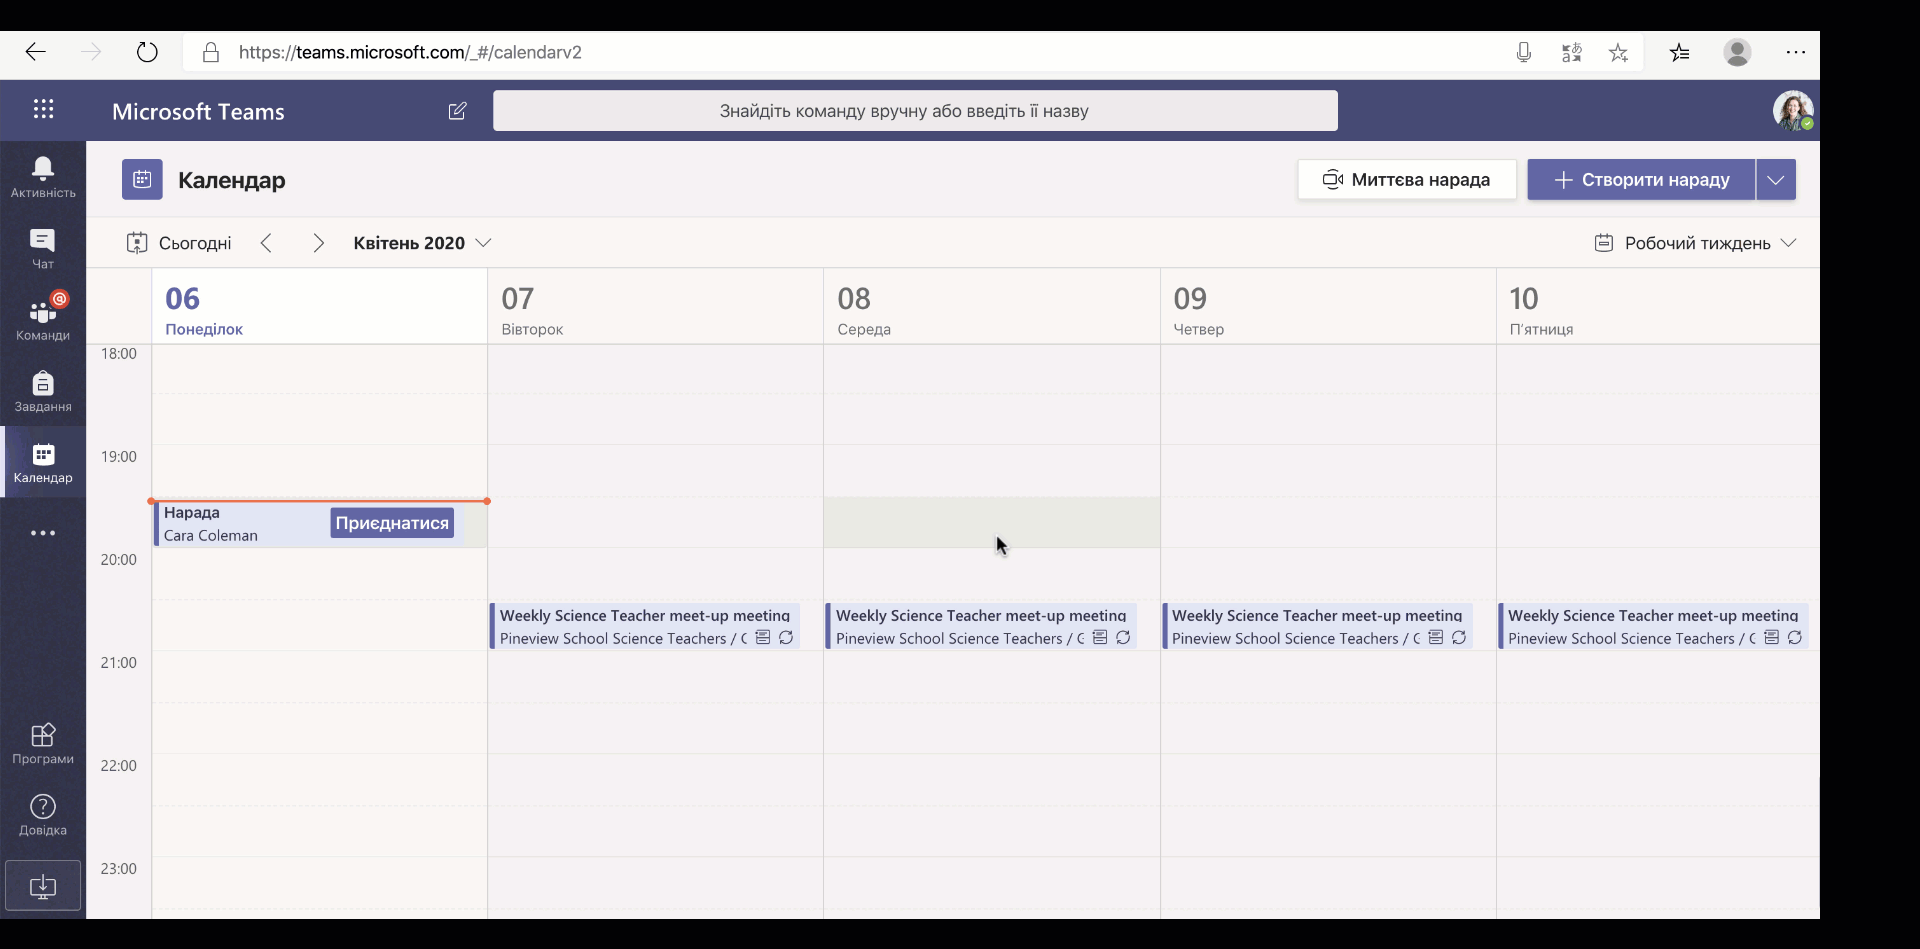 https://teams.microsoft.com/_#/calendarv2
Microsoft Teams
Знайдіть команду вручну або введіть її назву
Активність
Чат
@
Команди
Завдання
Календар
Програми
Довідка
Календар
Миттєва нарада
Створити нараду
Сьогодні
Квітень 2020
Робочий тиждень
06
Понеділок
07
Вівторок
08
Середа
09
Четвер
10
П'ятниця
18:00
19:00
Нарада
Cara Coleman
Приєднатися
20:00
Weekly Science Teacher meet-up meeting
Pineview School Science Teachers /
Weekly Science Teacher meet-up meeting
Pineview School Science Teachers /
Weekly Science Teacher meet-up meeting
Pineview School Science Teachers /
Weekly Science Teacher meet-up meeting
Pineview School Science Teachers /
21:00
22:00
23:00